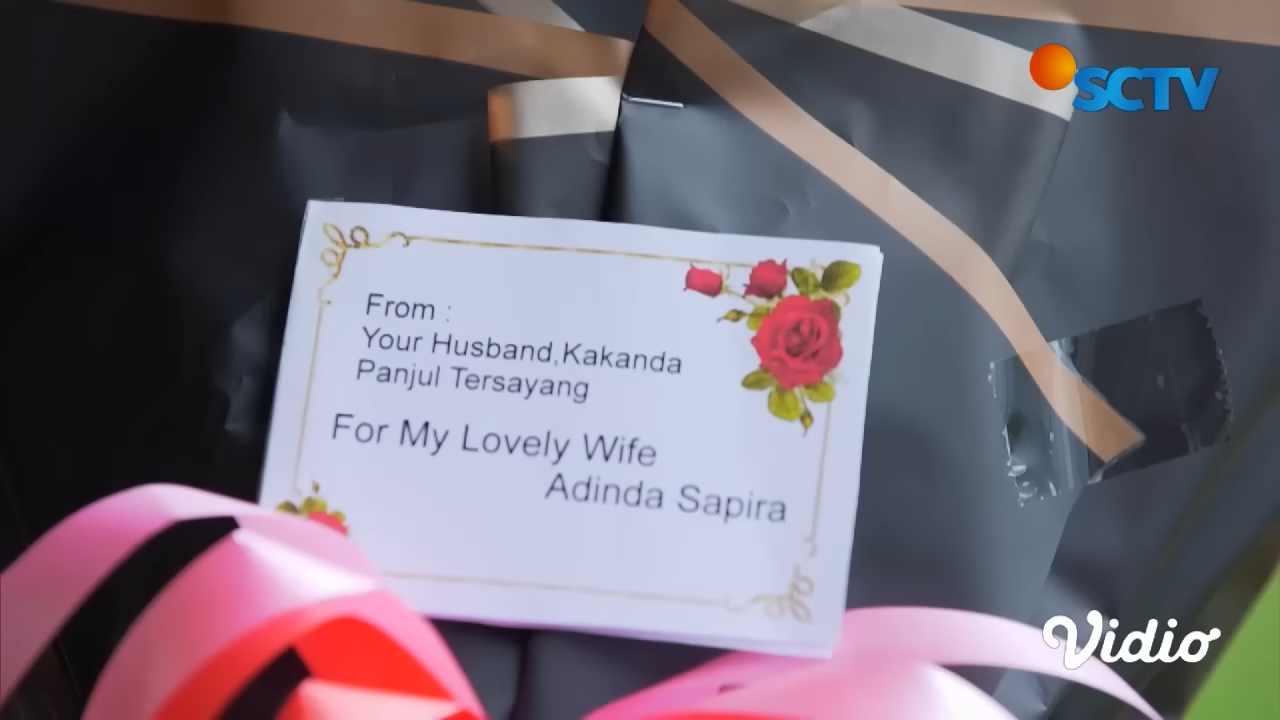 SCTV
From :
Your Husband,Kakanda
Panjul Tersayang
For My Lovely Wife
Adinda Sapira
Vidio